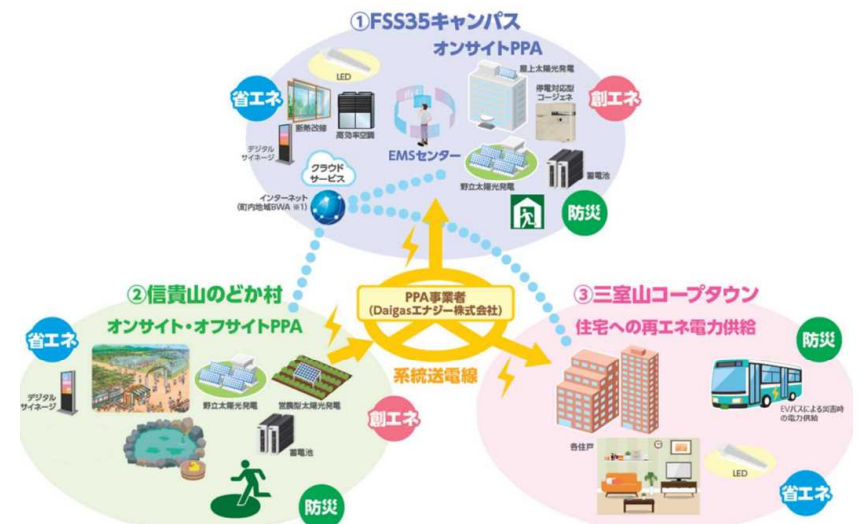 ①FSS35キャンパス
オンサイトPPA
省エネ
LED
断熱改修
高効率空調
デジタル
サイネージ
クラウド
サービス
インターネット
(町内地域BWA ※1)
EMSセンター
屋上太陽光発電
停電対応型
コージェネ
創エネ
野立太陽光発電
蓄電池
防災
②信貴山のどか村
オンサイト・オフサイトPPA
省エネ
デジタル
サイネージ
野立太陽光発電
営農型太陽光発電
蓄電池
創エネ
防災
PPA事業者
(Daigasエナジー株式会社)
系統送電線
③三室山コープタウン
住宅への再エネ電力供給
防災
各住戸
EVバスによる災害時
の電力供給
LED
省エネ